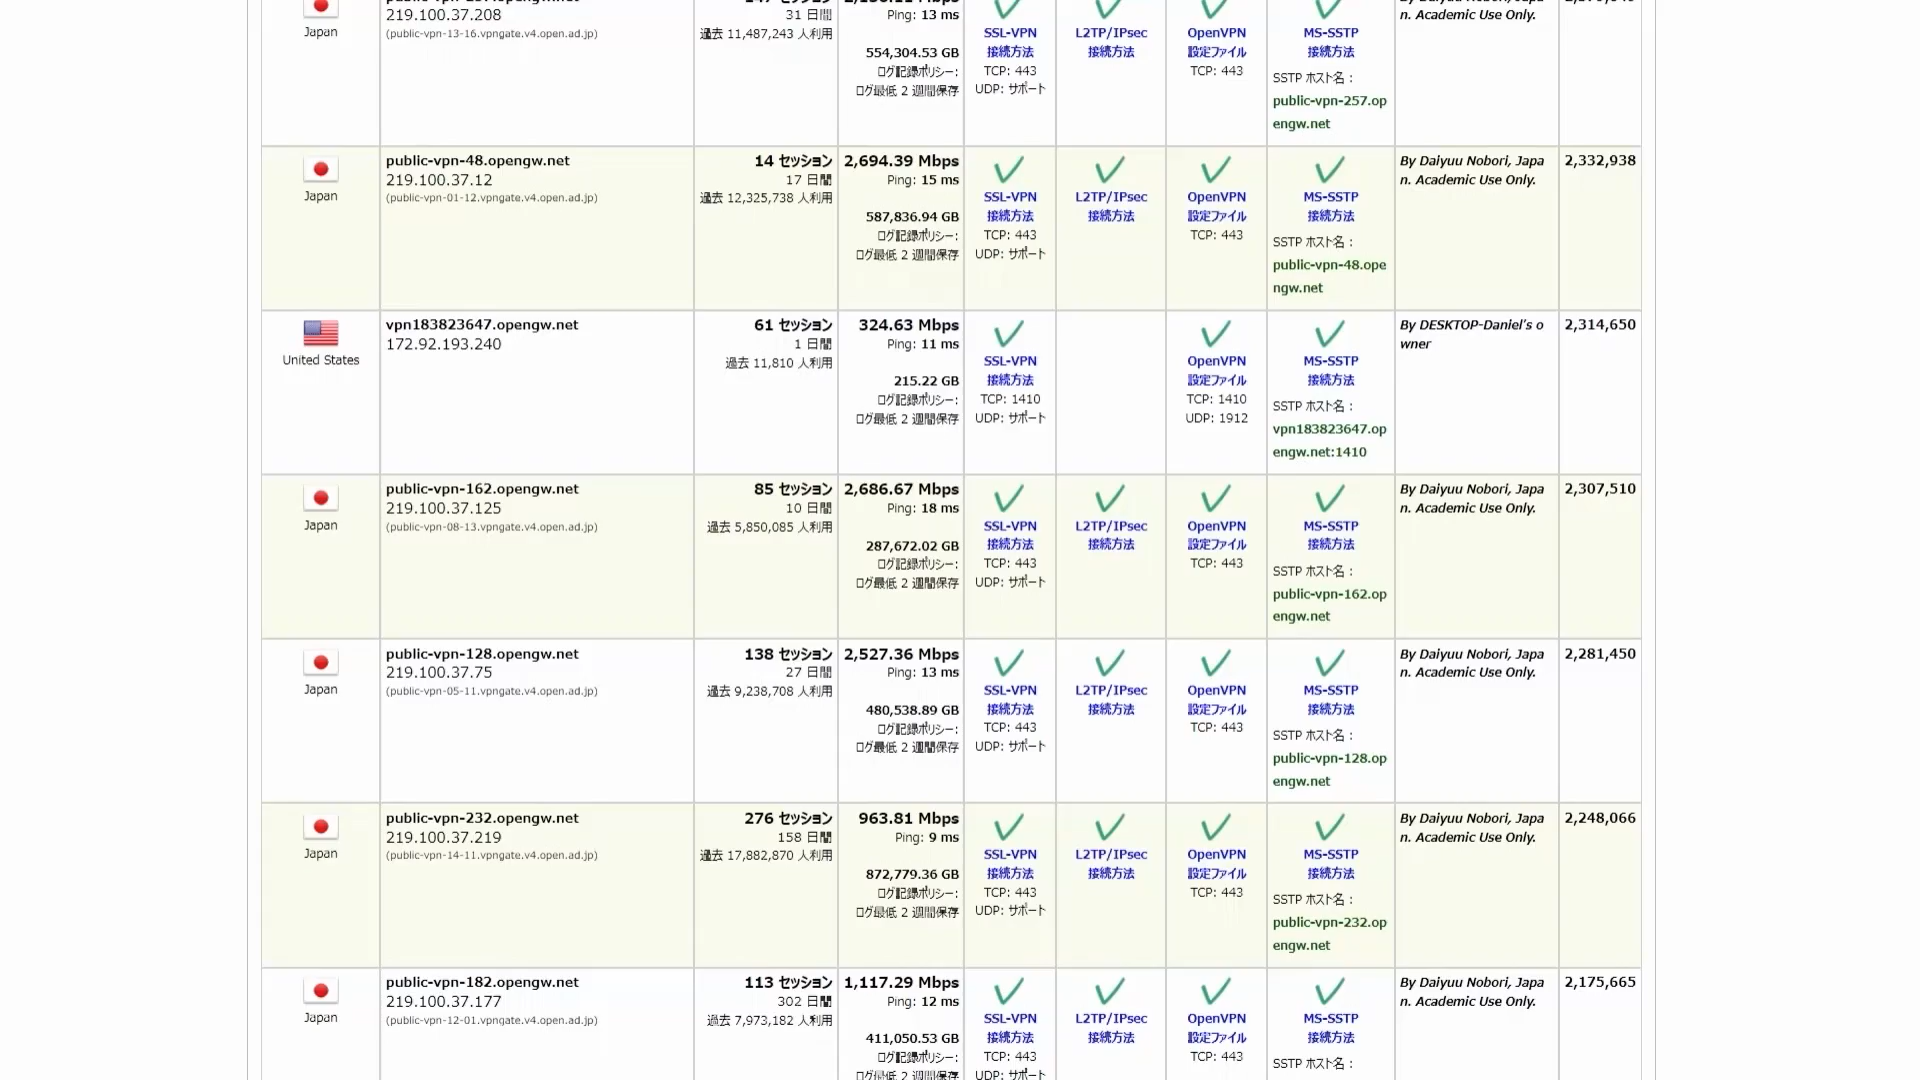 Japan
219.100.37.208
(public-vpn-13-16.vpngate.v4.open.ad.jp)
31 日間
過去 11,487,243 人利用
Ping: 13 ms
554,304.53 GB
ログ記録ポリシー:
ログ最低 2 週間保存
SSL-VPN
接続方法
TCP: 443
UDP: サポート
L2TP/IPsec
接続方法
OpenVPN
設定ファイル
TCP: 443
MS-SSTP
接続方法
SSTP ホスト名 :
public-vpn-257.op
engw.net
n. Academic Use Only.
Japan
public-vpn-48.opengw.net
219.100.37.12
(public-vpn-01-12.vpngate.v4.open.ad.jp)
14 セッション
17 日間
過去 12,325,738 人利用
2,694.39 Mbps
Ping: 15 ms
587,836.94 GB
ログ記録ポリシー:
ログ最低 2 週間保存
SSL-VPN
接続方法
TCP: 443
UDP: サポート
L2TP/IPsec
接続方法
OpenVPN
設定ファイル
TCP: 443
MS-SSTP
接続方法
SSTP ホスト名 :
public-vpn-48.ope
ngw.net
By Daiyuu Nobori, Japa
n. Academic Use Only.
2,332,938
United States
vpn183823647.opengw.net
172.92.193.240
61 セッション
1 日間
過去 11,810 人利用
324.63 Mbps
Ping: 11 ms
215.22 GB
ログ記録ポリシー:
ログ最低 2 週間保存
SSL-VPN
接続方法
TCP: 1410
UDP: サポート
OpenVPN
設定ファイル
TCP: 1410
UDP: 1912
MS-SSTP
接続方法
SSTP ホスト名 :
vpn183823647.op
engw.net:1410
By DESKTOP-Daniel's o
wner
2,314,650
Japan
public-vpn-162.opengw.net
219.100.37.125
(public-vpn-08-13.vpngate.v4.open.ad.jp)
85 セッション
10 日間
過去 5,850,085 人利用
2,686.67 Mbps
Ping: 18 ms
287,672.02 GB
ログ記録ポリシー:
ログ最低 2 週間保存
SSL-VPN
接続方法
TCP: 443
UDP: サポート
L2TP/IPsec
接続方法
OpenVPN
設定ファイル
TCP: 443
MS-SSTP
接続方法
SSTP ホスト名 :
public-vpn-162.op
engw.net
By Daiyuu Nobori, Japa
n. Academic Use Only.
2,307,510
Japan
public-vpn-128.opengw.net
219.100.37.75
(public-vpn-05-11.vpngate.v4.open.ad.jp)
138 セッション
27 日間
過去 9,238,708 人利用
2,527.36 Mbps
Ping: 13 ms
480,538.89 GB
ログ記録ポリシー:
ログ最低 2 週間保存
SSL-VPN
接続方法
TCP: 443
UDP: サポート
L2TP/IPsec
接続方法
OpenVPN
設定ファイル
TCP: 443
MS-SSTP
接続方法
SSTP ホスト名 :
public-vpn-128.op
engw.net
By Daiyuu Nobori, Japa
n. Academic Use Only.
2,281,450
Japan
public-vpn-232.opengw.net
219.100.37.219
(public-vpn-14-11.vpngate.v4.open.ad.jp)
276 セッション
158 日間
過去 17,882,870 人利用
963.81 Mbps
Ping: 9 ms
872,779.36 GB
ログ記録ポリシー:
ログ最低 2 週間保存
SSL-VPN
接続方法
TCP: 443
UDP: サポート
L2TP/IPsec
接続方法
OpenVPN
設定ファイル
TCP: 443
MS-SSTP
接続方法
SSTP ホスト名 :
public-vpn-232.op
engw.net
By Daiyuu Nobori, Japa
n. Academic Use Only.
2,248,066
Japan
public-vpn-182.opengw.net
219.100.37.177
(public-vpn-12-01.vpngate.v4.open.ad.jp)
113 セッション
302 日間
過去 7,973,182 人利用
1,117.29 Mbps
Ping: 12 ms
411,050.53 GB
ログ記録ポリシー:
ログ最低 2 週間保存
SSL-VPN
接続方法
TCP: 443
UDP: サポート
L2TP/IPsec
接続方法
OpenVPN
設定ファイル
TCP: 443
MS-SSTP
接続方法
SSTP ホスト名 :
By Daiyuu Nobori, Japa
n. Academic Use Only.
2,175,665